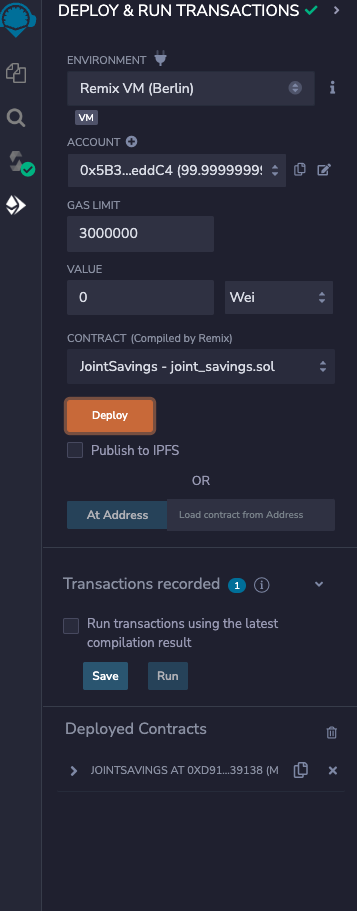 DEPLOY & RUN TRANSACTIONS
ENVIRONMENT
Remix VM (Berlin)
VM
ACCOUNT
0x5B3...eddC4 (99.9999999
GAS LIMIT
3000000
VALUE
0
Wei
CONTRACT (Compiled by Remix)
JointSavings - joint_savings.sol
Deploy
Publish to IPFS
OR
At Address
Load contract from Address
Transactions recorded 1
Run transactions using the latest
compilation result
Save
Run
Deployed Contracts
JOINTSAVINGS AT 0XD91...39138 (M